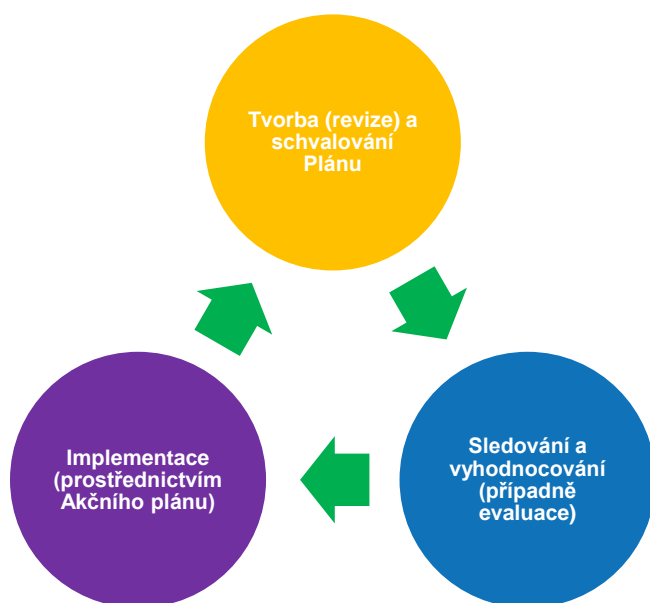 Tvorba (revize) a
schvalování
Plánu
Implementace
(prostřednictvím
Akčního plánu)
Sledování a
vyhodnocování
(případně
evaluace)